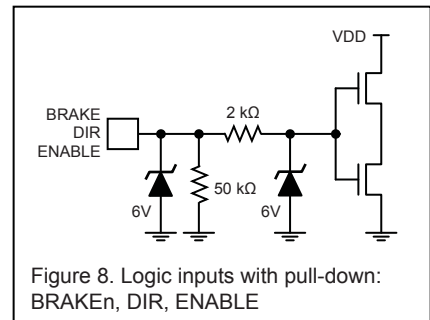 VDD
BRAKE
DIR
ENABLE
2 kΩ
50 kΩ
6V
6V
Figure 8. Logic inputs with pull-down:
BRAKEn, DIR, ENABLE